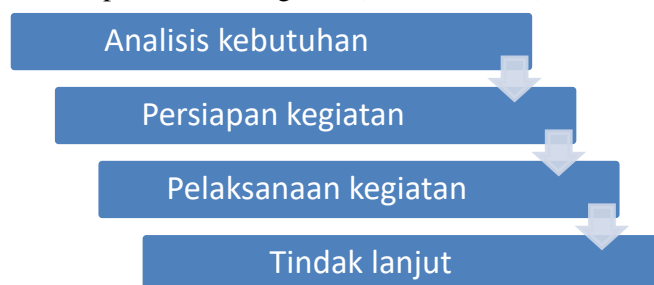 Analisis kebutuhan
Persiapan kegiatan
Pelaksanaan kegiatan
Tindak lanjut